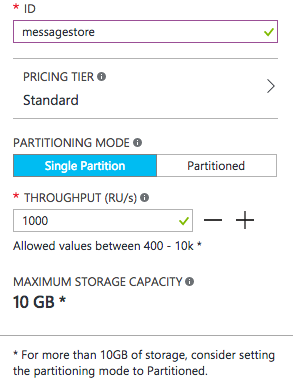 * ID
messagestore
PRICING TIER
Standard
PARTITIONING MODE
Single Partition Partitioned
* THROUGHPUT (RU/s)
1000
Allowed values between 400 - 10k *
MAXIMUM STORAGE CAPACITY
10 GB *
* For more than 10GB of storage, consider setting
the partitioning mode to Partitioned.